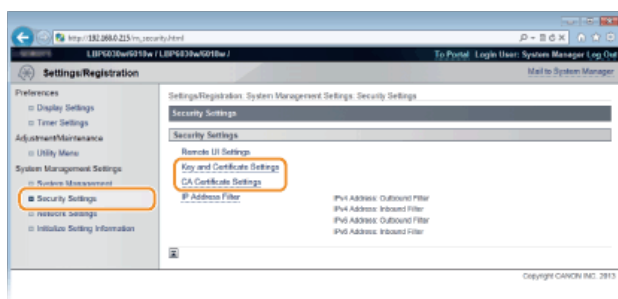 http://192.168.0.215/m_security.html
LBP6030w/6018w / LBP6030w/6018w /
To Portal Login User: System Manager Log Out
Settings/Registration
Mail to System Manager
Preferences
Display Settings
Timer Settings
Adjustment/Maintenance
Utility Menu
System Management Settings
System Management
Security Settings
Network Settings
Initialize Setting Information
Settings/Registration: System Management Settings: Security Settings
Security Settings
Security Settings
Remote UI Settings
Key and Certificate Settings
CA Certificate Settings
IP Address Filter
IPv4 Address: Outbound Filter
IPv4 Address: Inbound Filter
IPv6 Address: Outbound Filter
IPv6 Address: Inbound Filter
Copyright CANON INC. 2013